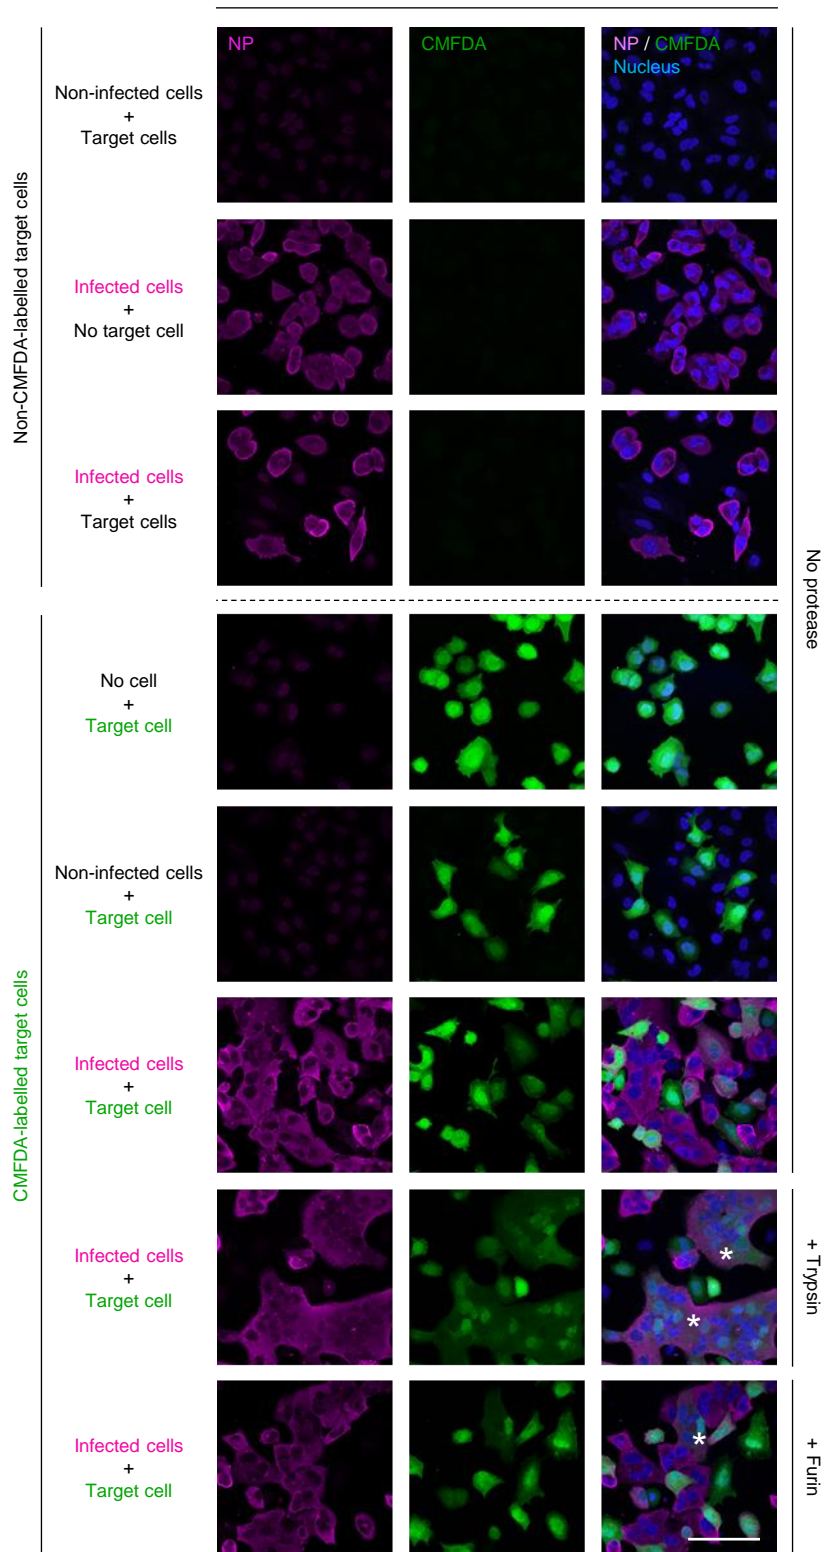 NP
CMFDA
NP / CMFDA
Nucleus
Non-CMFDA-labelled target cells
Non-infected cells
+
Target cells
Infected cells
+
No target cell
Infected cells
+
Target cells
No protease
CMFDA-labelled target cells
No cell
+
Target cell
Non-infected cells
+
Target cell
Infected cells
+
Target cell
Infected cells
+
Target cell
*
*
+ Trypsin
Infected cells
+
Target cell
*
+ Furin